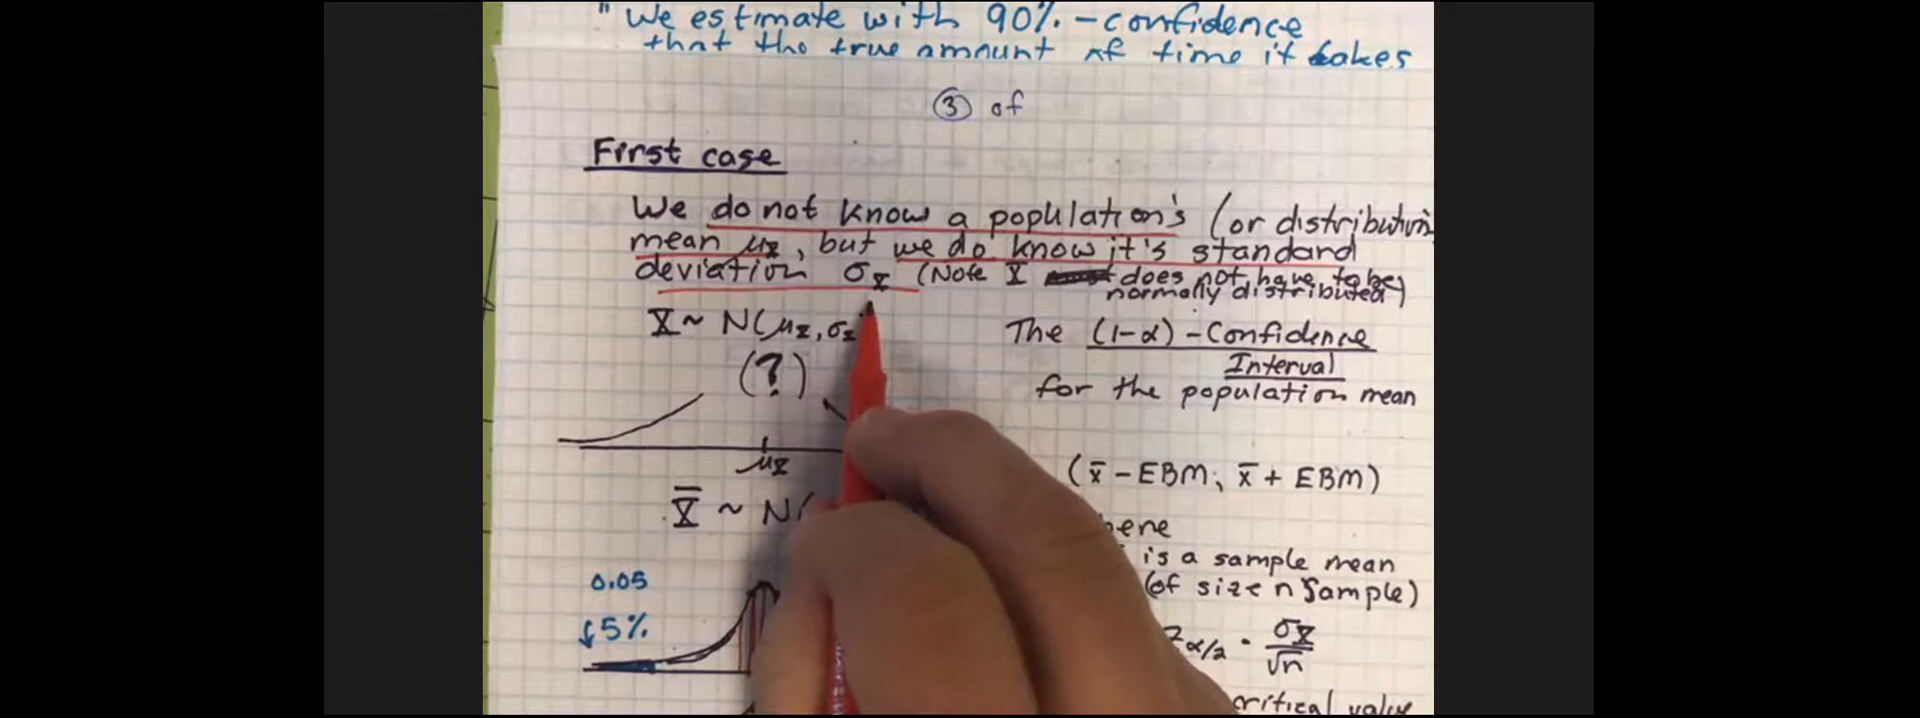 " We estimate with 90% - confidence
that the true amount of time it takes
③ of
First case
We do not know a population's (or distribution
mean μx, but we do know it's standard
deviation σx (Note X does not have to be
normally distributed)
X ~ N(μx, σx
(?)
μx
X̅ ~ N(
0.05
↓5%
The (1-α) - Confidence
Interval
for the population mean
(x̅ - EBM; x̅ + EBM)
is a sample mean
(of size n sample)
zα/2 · σx/√n
critical value